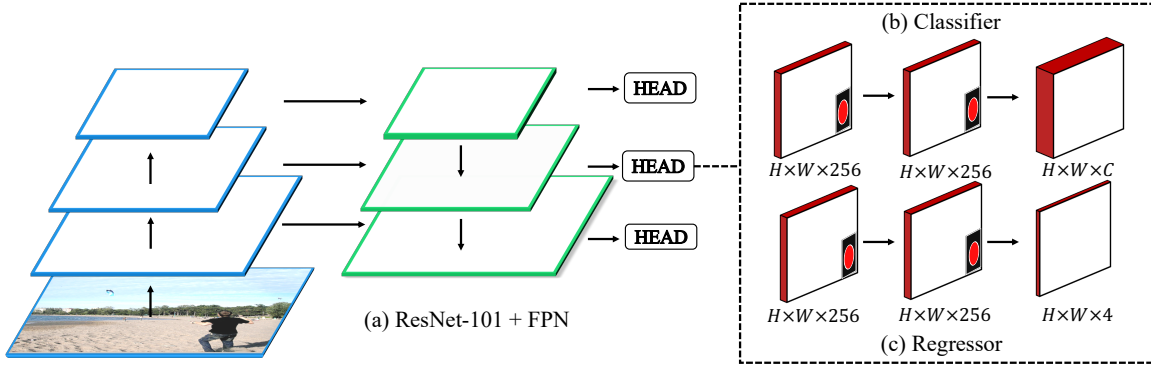 (b) Classifier
HEAD
HEAD
HEAD
H×W×256
H×W×256
H×W×C
(a) ResNet-101 + FPN
H×W×256
H×W×256
H×W×4
(c) Regressor